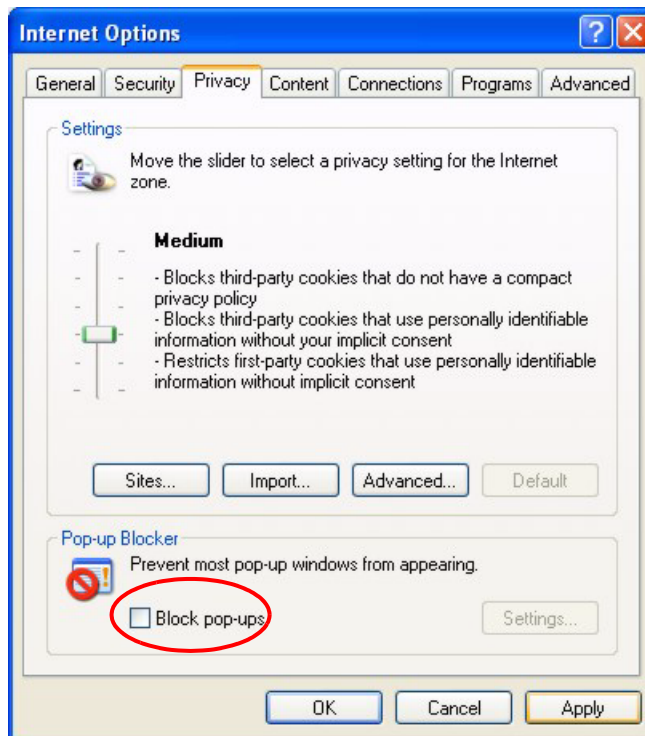 Internet Options
General Security Privacy Content Connections Programs Advanced
Settings
Move the slider to select a privacy setting for the Internet
zone.
Medium
- Blocks third-party cookies that do not have a compact
privacy policy
- Blocks third-party cookies that use personally identifiable
information without your implicit consent
- Restricts first-party cookies that use personally identifiable
information without implicit consent
Sites... Import... Advanced... Default
Pop-up Blocker
Prevent most pop-up windows from appearing.
Block pop-ups
Settings...
OK Cancel Apply